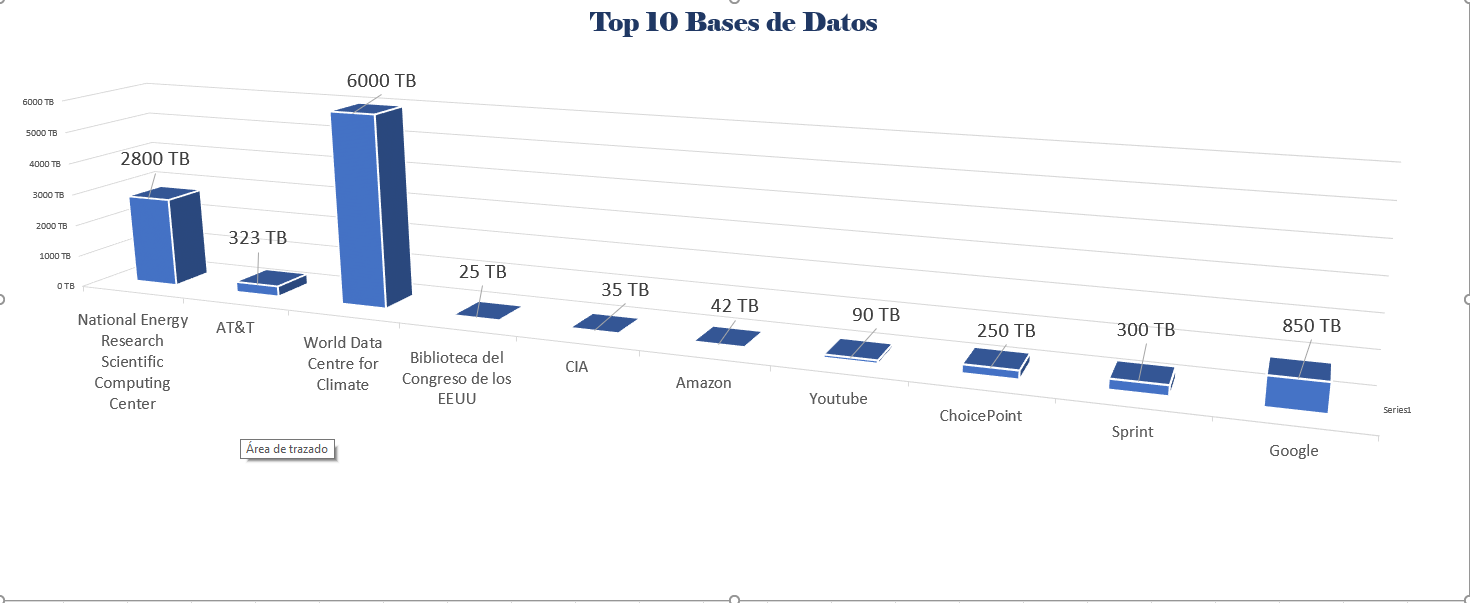 Top 10 Bases de Datos
6000 TB
5000 TB
4000 TB
3000 TB
2000 TB
1000 TB
0 TB
2800 TB
323 TB
6000 TB
25 TB
35 TB
42 TB
90 TB
250 TB
300 TB
850 TB
National Energy
Research
Scientific
Computing
Center
AT&T
World Data
Centre for
Climate
Biblioteca del
Congreso de los
EEUU
CIA
Amazon
Youtube
ChoicePoint
Sprint
Google
Series1
Área de trazado